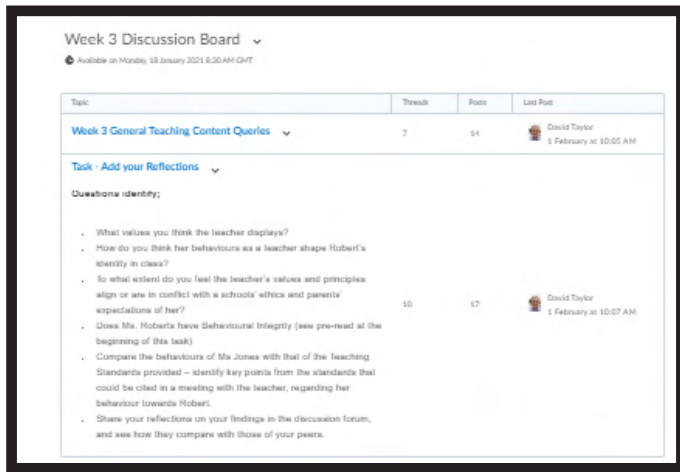 Week 3 Discussion Board
Available on Monday, 18 January 2021 8:30 AM GMT
Topic Threads Posts Last Post
Week 3 General Teaching Content Queries 7 14 David Taylor
1 February at 10:05 AM
Task - Add your Reflections
Questions identify;
• What values you think the teacher displays?
• How do you think her behaviours as a teacher shape Robert's
identity in class?
• To what extent do you feel the teacher's values and principles
align or are in conflict with a schools' ethics and parents'
expectations of her?
10 17 David Taylor
1 February at 10:07 AM
• Does Ms. Roberts have Behavioural Integrity (see pre-read at the
beginning of this task)
• Compare the behaviours of Ms Jones with that of the Teaching
Standards provided – identify key points from the standards that
could be cited in a meeting with the teacher, regarding her
behaviour towards Robert.
• Share your reflections on your findings in the discussion forum,
and see how they compare with those of your peers.